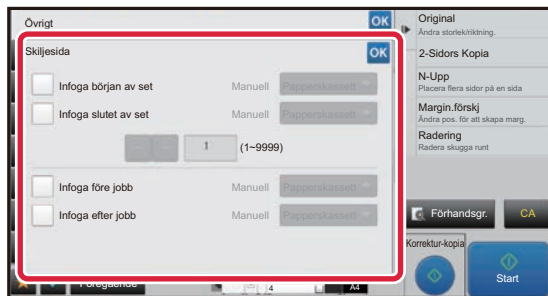 Övrigt
OK
Skiljesida
OK
Infoga början av set
Manuell
Papperskassett
Infoga slutet av set
Manuell
Papperskassett
1
(1~9999)
Infoga före jobb
Manuell
Papperskassett
Infoga efter jobb
Manuell
Papperskassett
Föregående
4
A4
Original
Ändra storlek/riktning.
2-Sidors Kopia
N-Upp
Placera flera sidor på en sida
Margin.förskj
Ändra pos. för att skapa marg.
Radering
Radera skugga runt
Förhandsgr.
CA
Korrektur-kopia
Start